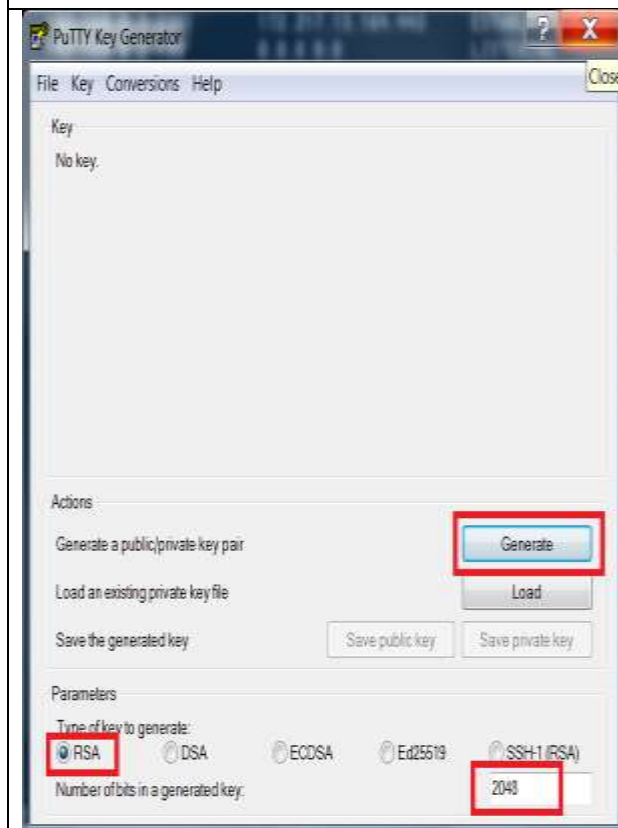 PuTTY Key Generator
Close
File Key Conversions Help
Key
No key.
Actions
Generate a public/private key pair
Generate
Load an existing private key file
Load
Save the generated key
Save public key
Save private key
Parameters
Type of key to generate:
RSA DSA ECDSA Ed25519 SSH-1 (RSA)
Number of bits in a generated key:
2048